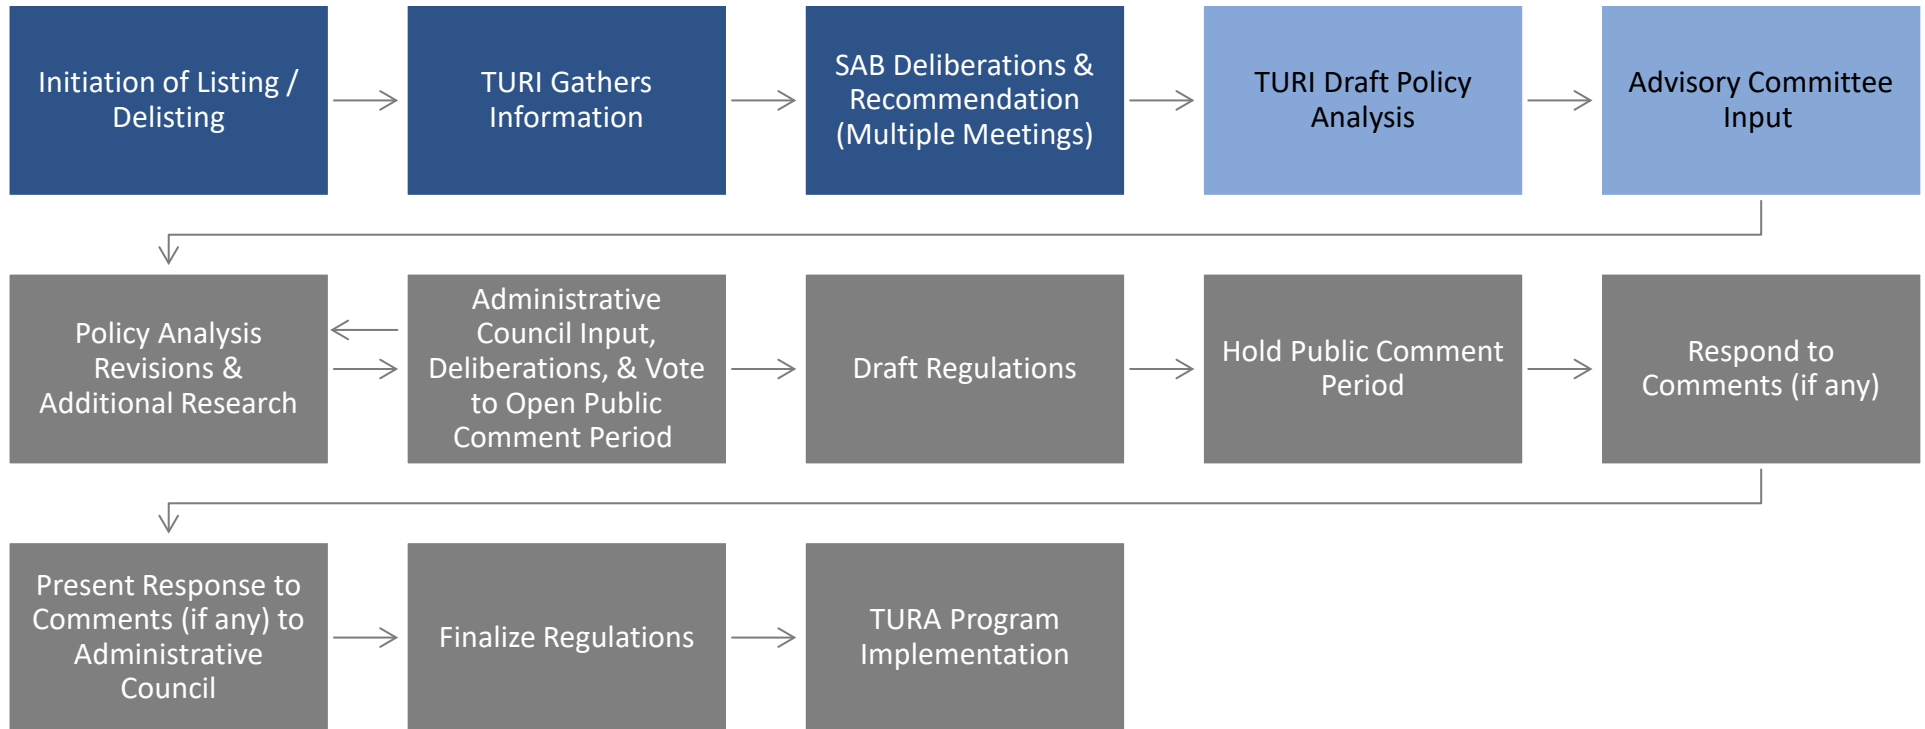 Initiation of Listing /
Delisting
TURI Gathers
Information
SAB Deliberations &
Recommendation
(Multiple Meetings)
TURI Draft Policy
Analysis
Advisory Committee
Input
Policy Analysis
Revisions &
Additional Research
Administrative
Council Input,
Deliberations, & Vote
to Open Public
Comment Period
Draft Regulations
Hold Public Comment
Period
Respond to
Comments (if any)
Present Response to
Comments (if any) to
Administrative
Council
Finalize Regulations
TURA Program
Implementation